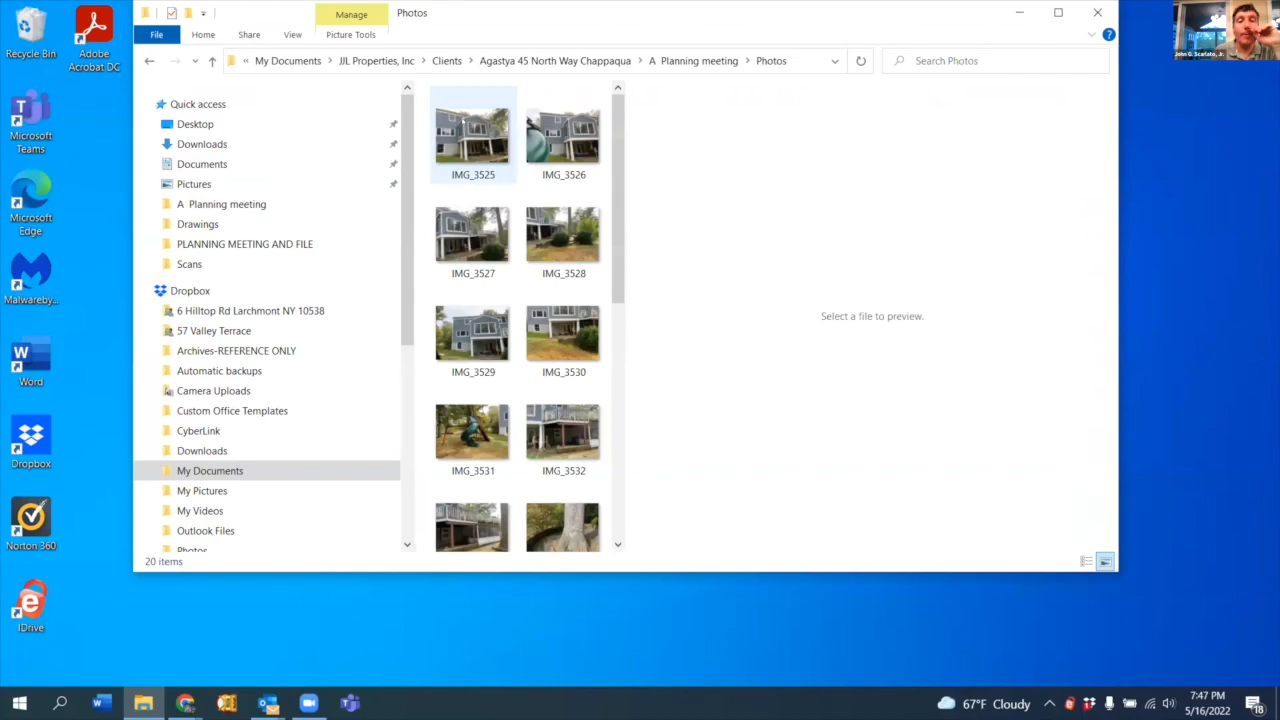 Recycle Bin
Adobe Acrobat DC
Microsoft Teams
Microsoft Edge
Malwareby...
Word
Dropbox
Norton 360
IDrive
Manage
Photos
File
Home
Share
View
Picture Tools
?
«
My Documents > JJL Properties, Inc > Clients > Agastya 45 North Way Chappaqua > A Planning meeting > Photos
Search Photos
Quick access
Desktop
Downloads
Documents
Pictures
A Planning meeting
Drawings
PLANNING MEETING AND FILE
Scans
Dropbox
6 Hilltop Rd Larchmont NY 10538
57 Valley Terrace
Archives-REFERENCE ONLY
Automatic backups
Camera Uploads
Custom Office Templates
CyberLink
Downloads
My Documents
My Pictures
My Videos
Outlook Files
Photos
IMG_3525
IMG_3526
IMG_3527
IMG_3528
IMG_3529
IMG_3530
IMG_3531
IMG_3532
Select a file to preview.
20 items
John G. Scarlato, Jr.
67°F Cloudy
7:47 PM
5/16/2022
18